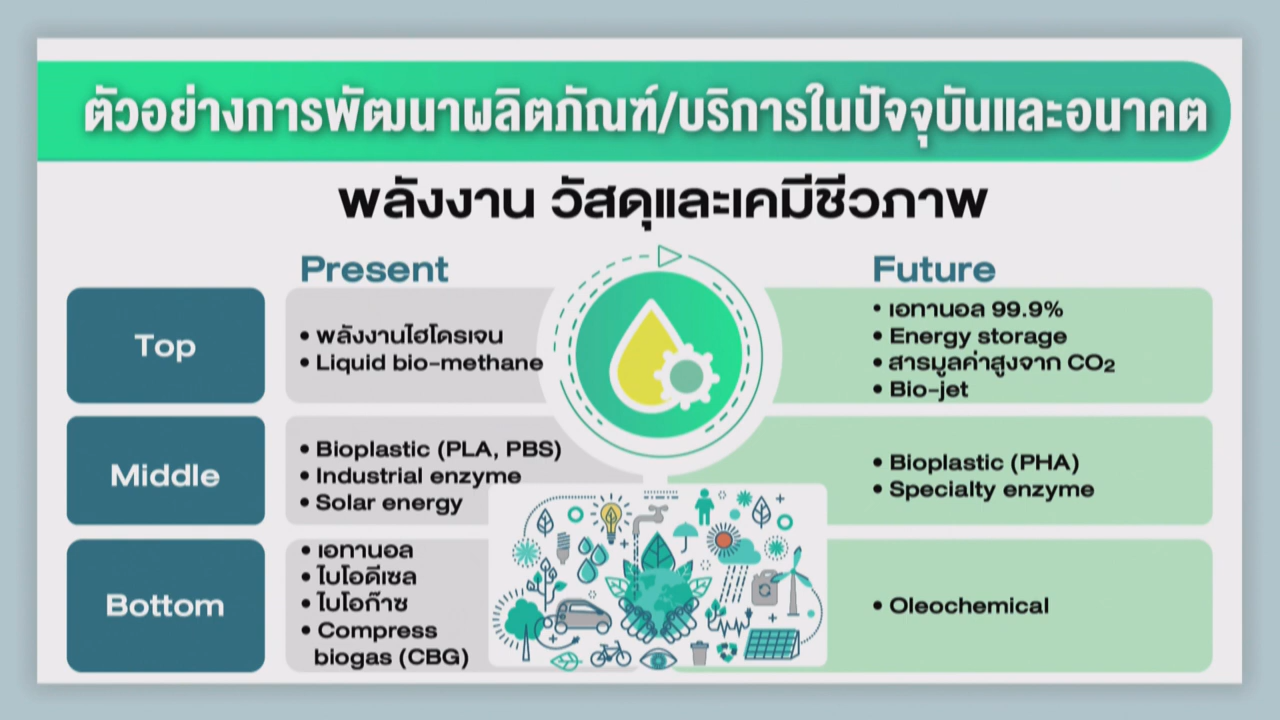 ตัวอย่างการพัฒนาผลิตภัณฑ์/บริการในปัจจุบันและอนาคต
พลังงาน วัสดุและเคมีชีวภาพ
Present
Future
Top
• พลังงานไฮโดรเจน
• Liquid bio-methane
• เอทานอล 99.9%
• Energy storage
• สารมูลค่าสูงจาก CO₂
• Bio-jet
Middle
• Bioplastic (PLA, PBS)
• Industrial enzyme
• Solar energy
• Bioplastic (PHA)
• Specialty enzyme
Bottom
• เอทานอล
• ไบโอดีเซล
• ไบโอก๊าซ
• Compress
biogas (CBG)
• Oleochemical